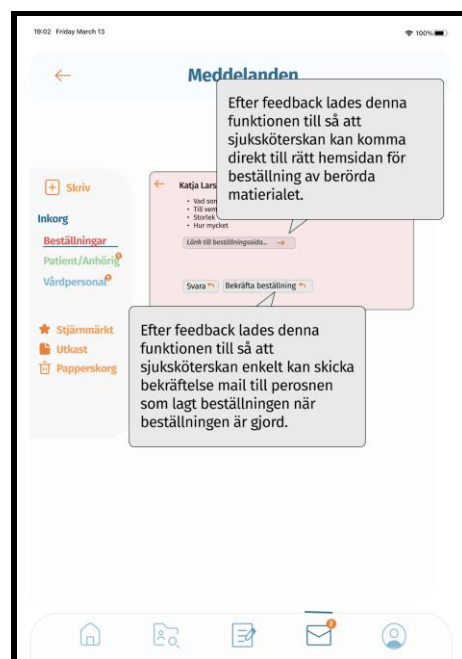 19:02 Friday March 13
100%
Meddelanden
Efter feedback lades denna
funktionen till så att
sjuksköterskan kan komma
direkt till rätt hemsidan för
beställning av berörda
matierialet.
Skriv
Inkorg
Beställningar
Patient/Anhörig
Vårdpersonal
Stjärnmärkt
Utkast
Papperskorg
Katja Lars
• Vad som
• Till vem
• Storlek
• Hur mycket
Länk till beställningssida... →
Svara
Bekräfta beställning
Efter feedback lades denna
funktionen till så att
sjuksköterskan enkelt kan skicka
bekräftelse mail till perosnen
som lagt beställningen när
beställningen är gjord.
2